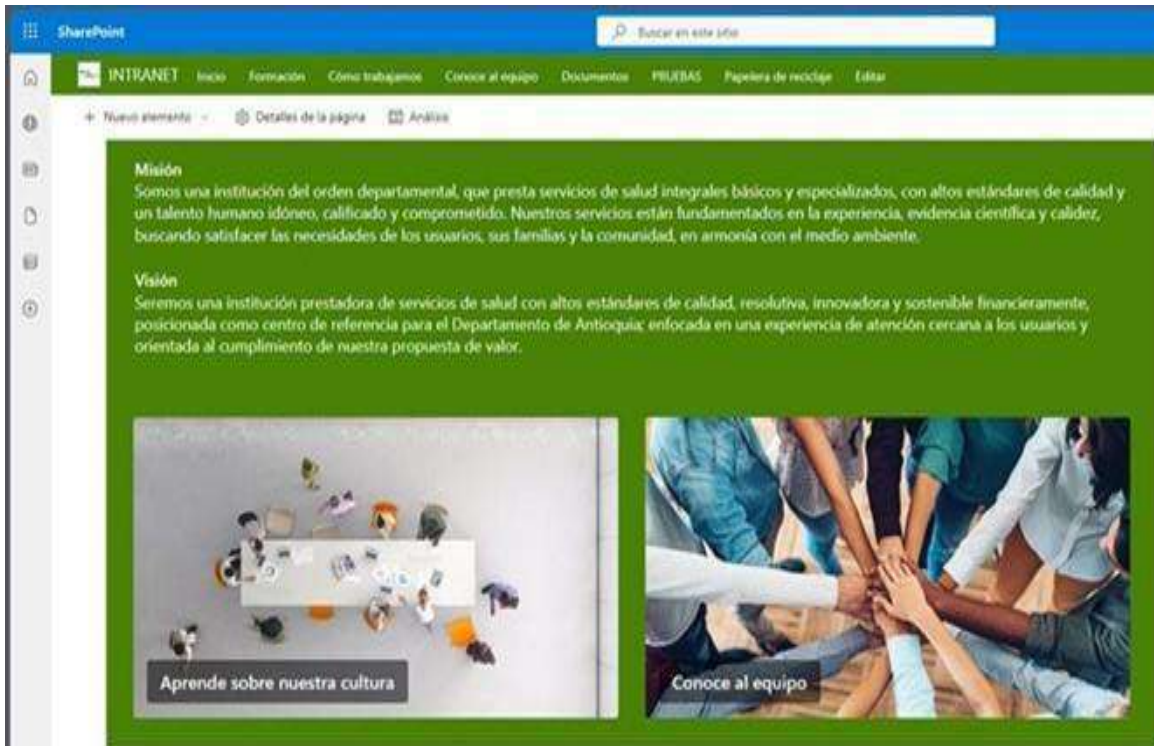 SharePoint
Buscar en este sitio
INTRANET Inicio Formación Cómo trabajamos Conoce al equipo Documentos PRUEBAS Papelera de reciclaje Editar
+ Nuevo elemento Detalles de la página Análisis
Misión
Somos una institución del orden departamental, que presta servicios de salud integrales básicos y especializados, con altos estándares de calidad y
un talento humano idóneo, calificado y comprometido. Nuestros servicios están fundamentados en la experiencia, evidencia científica y calidez,
buscando satisfacer las necesidades de los usuarios, sus familias y la comunidad, en armonía con el medio ambiente.
Visión
Seremos una institución prestadora de servicios de salud con altos estándares de calidad, resolutiva, innovadora y sostenible financieramente,
posicionada como centro de referencia para el Departamento de Antioquia; enfocada en una experiencia de atención cercana a los usuarios y
orientada al cumplimiento de nuestra propuesta de valor.
Aprende sobre nuestra cultura
Conoce al equipo